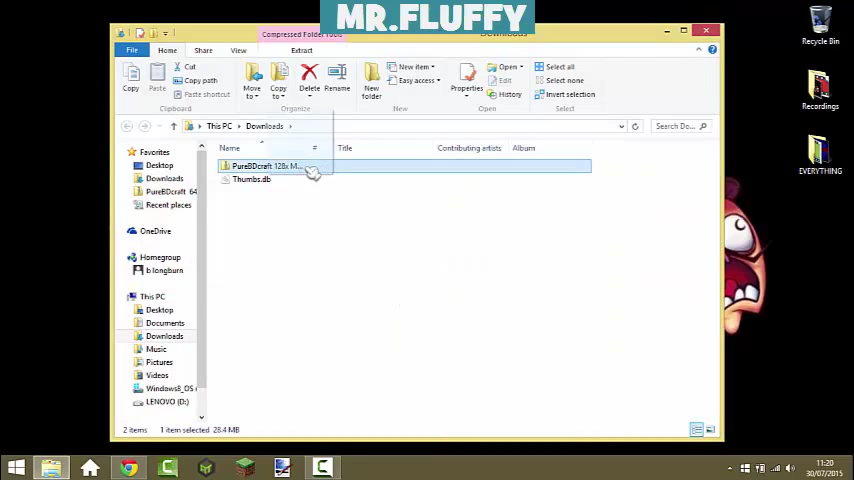 MR.FLUFFY
Compressed Folder Tools
Downloads
File
Home
Share
View
Extract
Copy
Paste
Cut
Copy path
Paste shortcut
Clipboard
Move to
Copy to
Delete
Rename
Organize
New folder
New item
Easy access
New
Properties
Open
Edit
History
Open
Select all
Select none
Invert selection
Select
This PC
Downloads
Search Do...
Name
#
Title
Contributing artists
Album
PureBDcraft 128x M...
Thumbs.db
Favorites
Desktop
Downloads
PureBDcraft 64
Recent places
OneDrive
Homegroup
b longburn
This PC
Desktop
Documents
Downloads
Music
Pictures
Videos
Windows8_OS (
LENOVO (D:)
2 items
1 item selected 28.4 MB
Recycle Bin
Recordings
EVERYTHING
11:20
30/07/2015